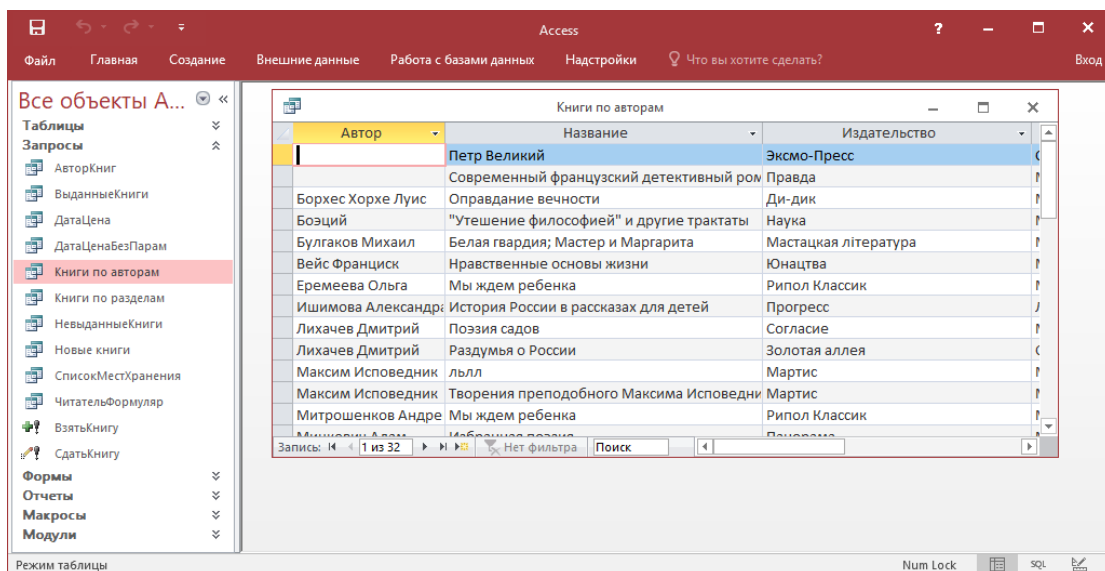 Access
?
Файл Главная Создание Внешние данные Работа с базами данных Надстройки Что вы хотите сделать? Вход
Все объекты A... «
Таблицы
Запросы
АвторКниг
ВыданныеКниги
ДатаЦена
ДатаЦенаБезПарам
Книги по авторам
Книги по разделам
НевыданныеКниги
Новые книги
СписокМестХранения
ЧитательФормуляр
ВзятьКнигу
СдатьКнигу
Формы
Отчеты
Макросы
Модули
Книги по авторам
Автор Название Издательство
Петр Великий Эксмо-Пресс
Современный французский детективный ром Правда
Борхес Хорхе Луис Оправдание вечности Ди-дик
Боэций "Утешение философией" и другие трактаты Наука
Булгаков Михаил Белая гвардия; Мастер и Маргарита Мастацкая література
Вейс Франциск Нравственные основы жизни Юнацтва
Еремеева Ольга Мы ждем ребенка Рипол Классик
Ишимова Александра История России в рассказах для детей Прогресс
Лихачев Дмитрий Поэзия садов Согласие
Лихачев Дмитрий Раздумья о России Золотая аллея
Максим Исповедник льлл Мартис
Максим Исповедник Творения преподобного Максима Исповедни Мартис
Митрошенков Андре Мы ждем ребенка Рипол Классик
Запись: 1 из 32 Нет фильтра Поиск
Режим таблицы Num Lock SQL